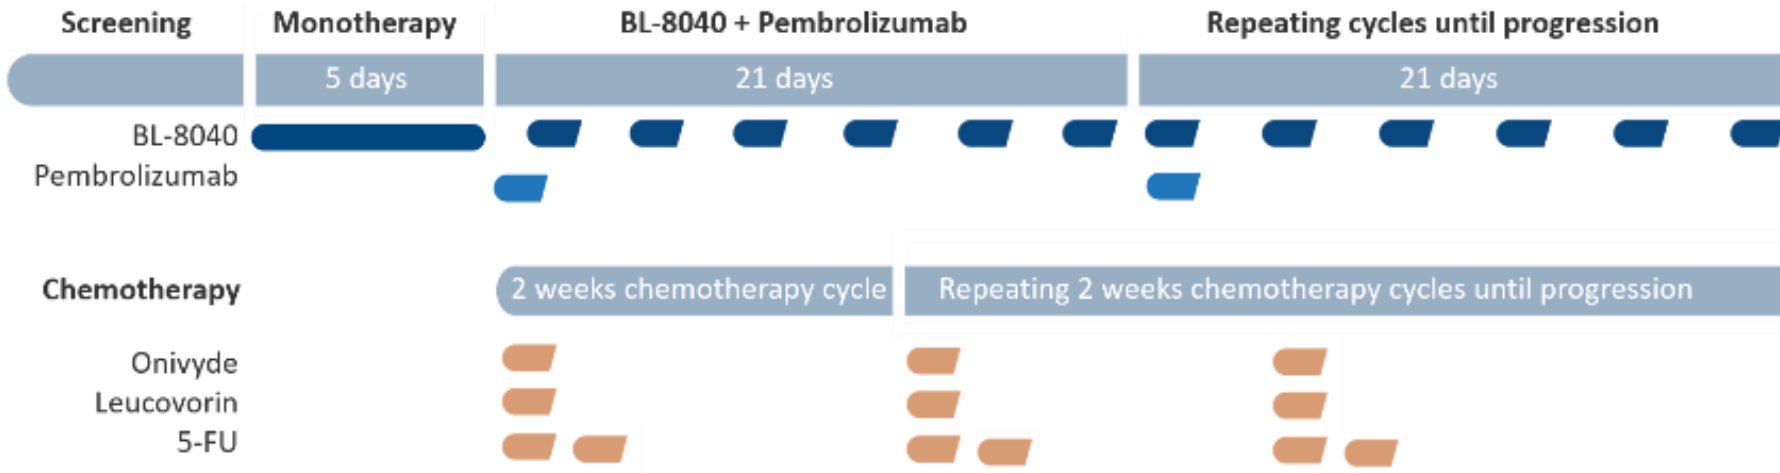 Screening Monotherapy BL-8040 + Pembrolizumab Repeating cycles until progression
5 days 21 days 21 days
BL-8040
Pembrolizumab
Chemotherapy 2 weeks chemotherapy cycle Repeating 2 weeks chemotherapy cycles until progression
Onivyde
Leucovorin
5-FU